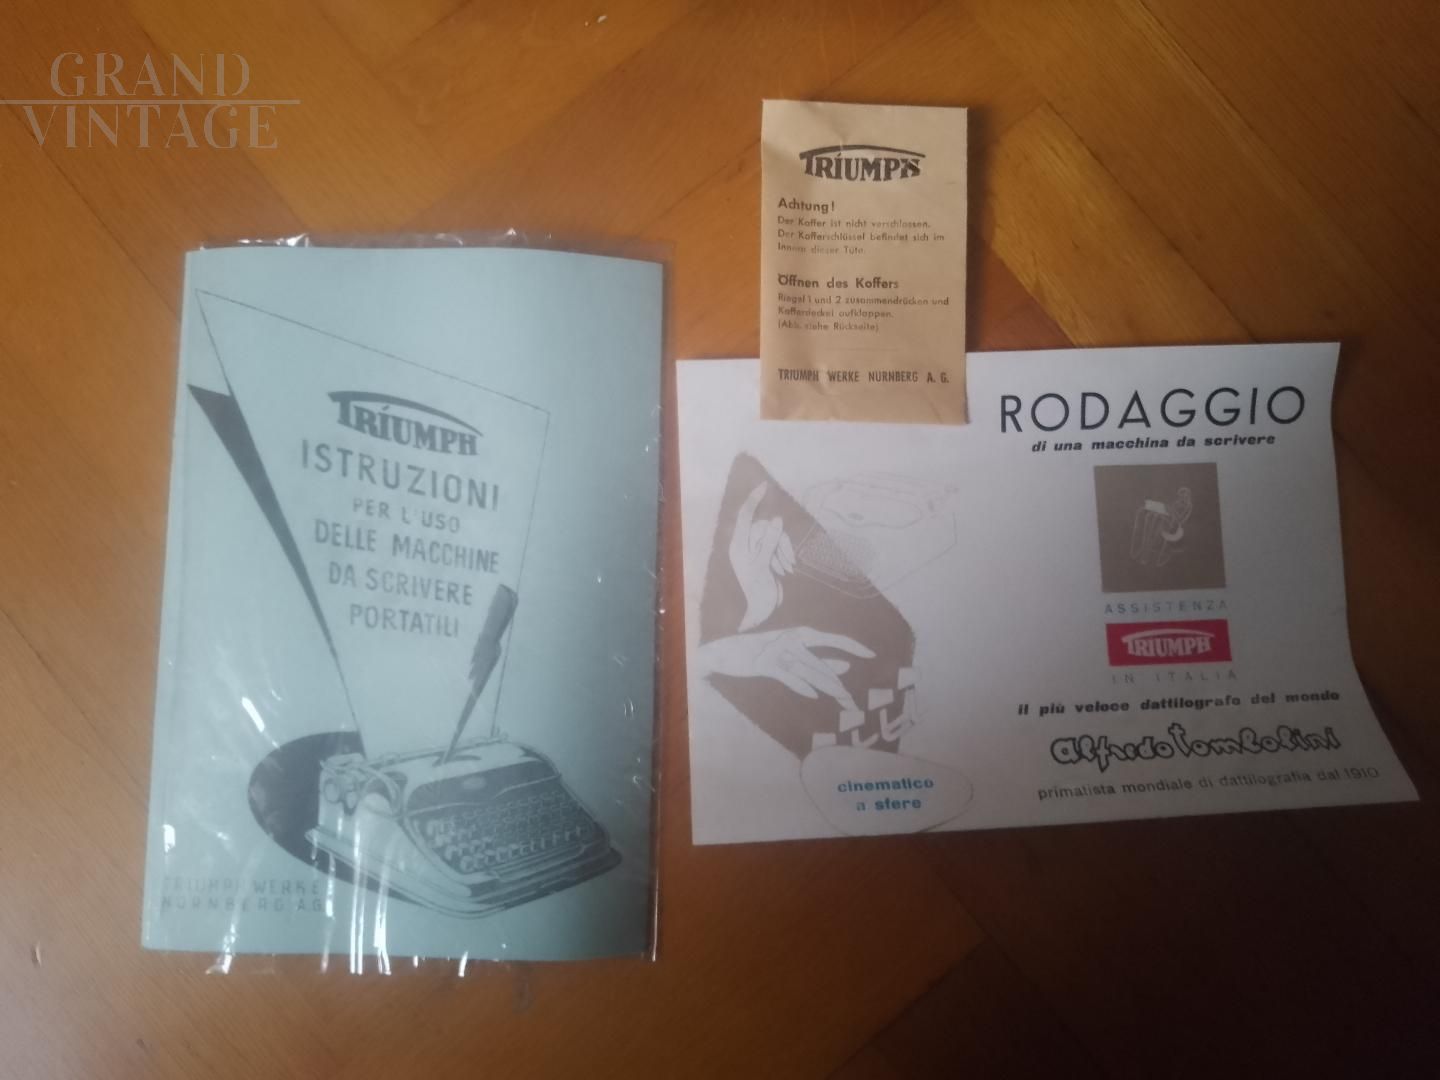 GRAND
VINTAGE
TRIUMPH
ISTRUZIONI
PER L'USO
DELLE MACCHINE
DA SCRIVERE
PORTATILI
TRIUMPH WERKE
NÜRNBERG A.G.
TRIUMPH
Achtung!
Der Koffer ist nicht verschlossen.
Der Kofferschlüssel befindet sich im
Innern dieser Tüte.
Öffnen des Koffers
Riegel 1 und 2 zusammendrücken und
Kofferdeckel aufklappen.
(Abb. siehe Rückseite)
TRIUMPH WERKE NÜRNBERG A. G.
RODAGGIO
di una macchina da scrivere
ASSISTENZA
TRIUMPH
IN ITALIA
il più veloce dattilografo del mondo
Alfredo Tombolini
primatista mondiale di dattilografia dal 1910
cinematico
a sfere